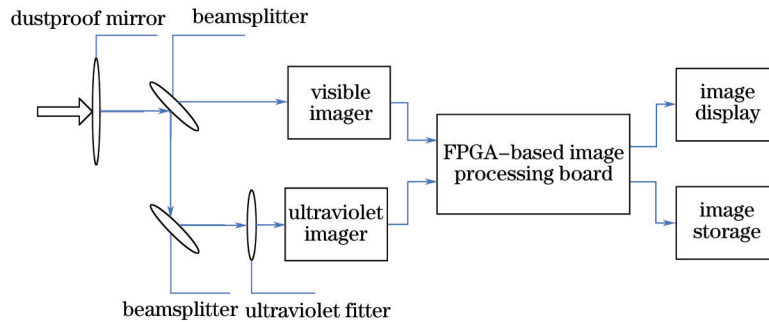 dustproof mirror
beamsplitter
visible
imager
image
display
FPGA-based image
processing board
ultraviolet
imager
image
storage
beamsplitter
ultraviolet fitter